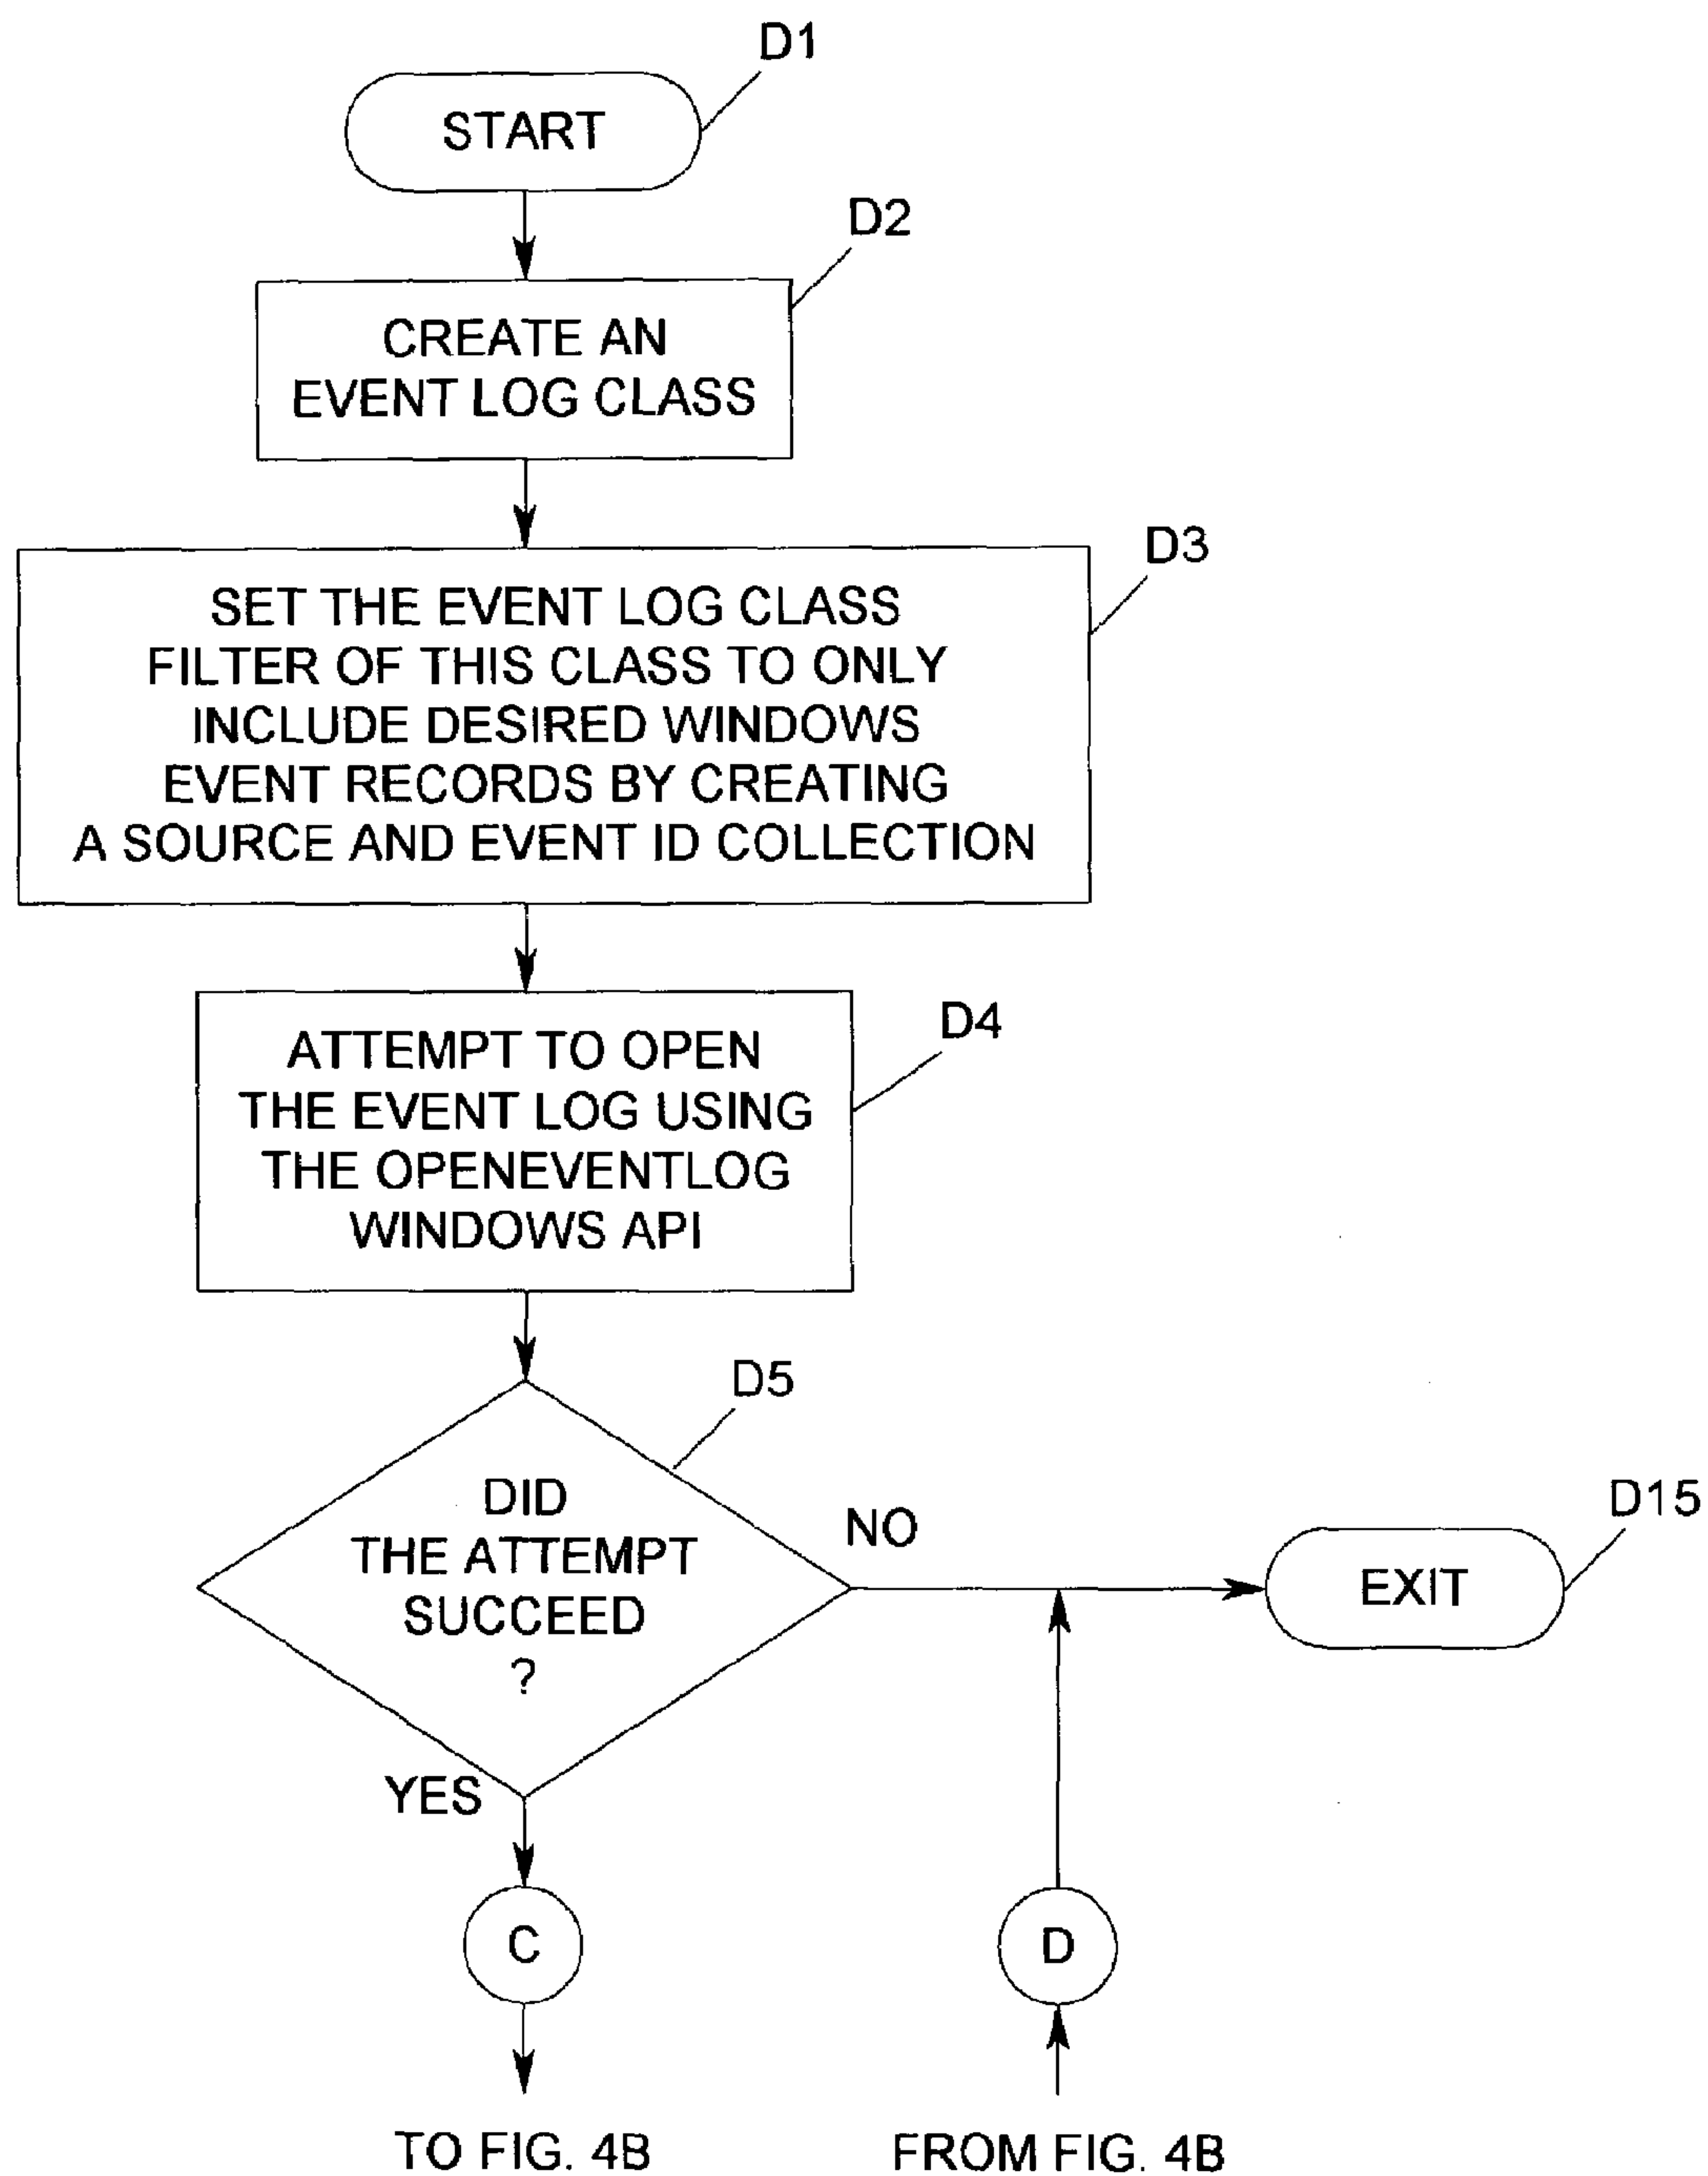 D1
START
D2
CREATE AN
EVENT LOG CLASS
D3
SET THE EVENT LOG CLASS
FILTER OF THIS CLASS TO ONLY
INCLUDE DESIRED WINDOWS
EVENT RECORDS BY CREATING
A SOURCE AND EVENT ID COLLECTION
D4
ATTEMPT TO OPEN
THE EVENT LOG USING
THE OPENEVENTLOG
WINDOWS API
D5
DID
THE ATTEMPT
SUCCEED
?
NO
D15
EXIT
YES
C
D
TO FIG. 4B
FROM FIG. 4B